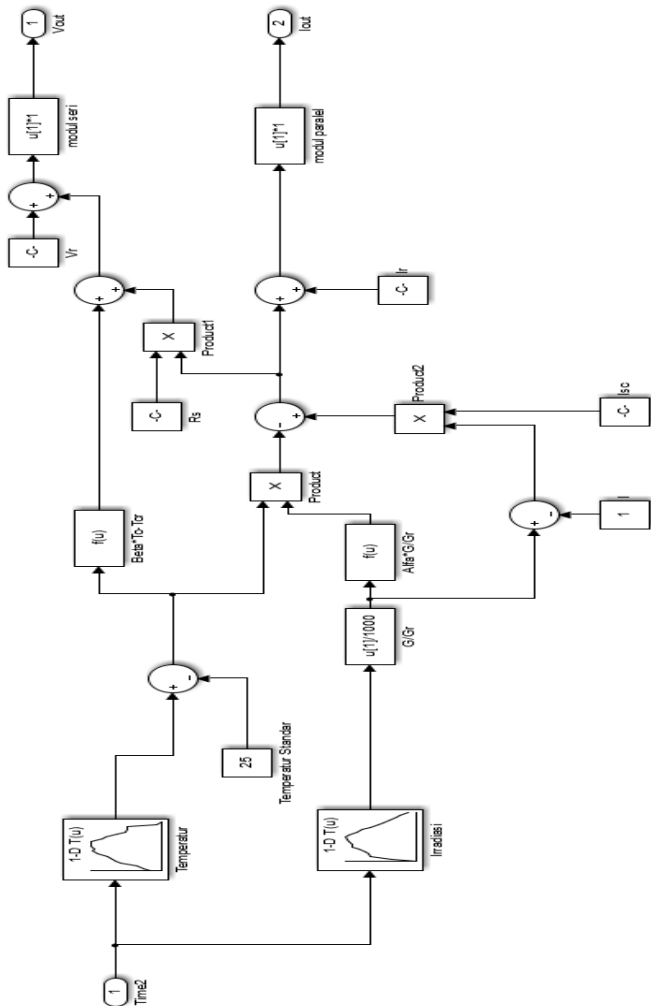 1
Time2
1-D T(u)
Temperatur
25
Temperatur Standar
+
-
f(u)
Beta*Tc-Tcr
-C-
Rs
X
Product1
+
+
-C-
Vr
+
+
u[1]*1
modul seri
1
Vout
1-D T(u)
Irradiasi
u[1]/1000
G/Gr
f(u)
Alfa*G/Gr
X
Product
-
+
1
I
+
-
-C-
Isc
X
Product2
-C-
Ir
+
+
u[1]*1
modul paralel
2
Iout